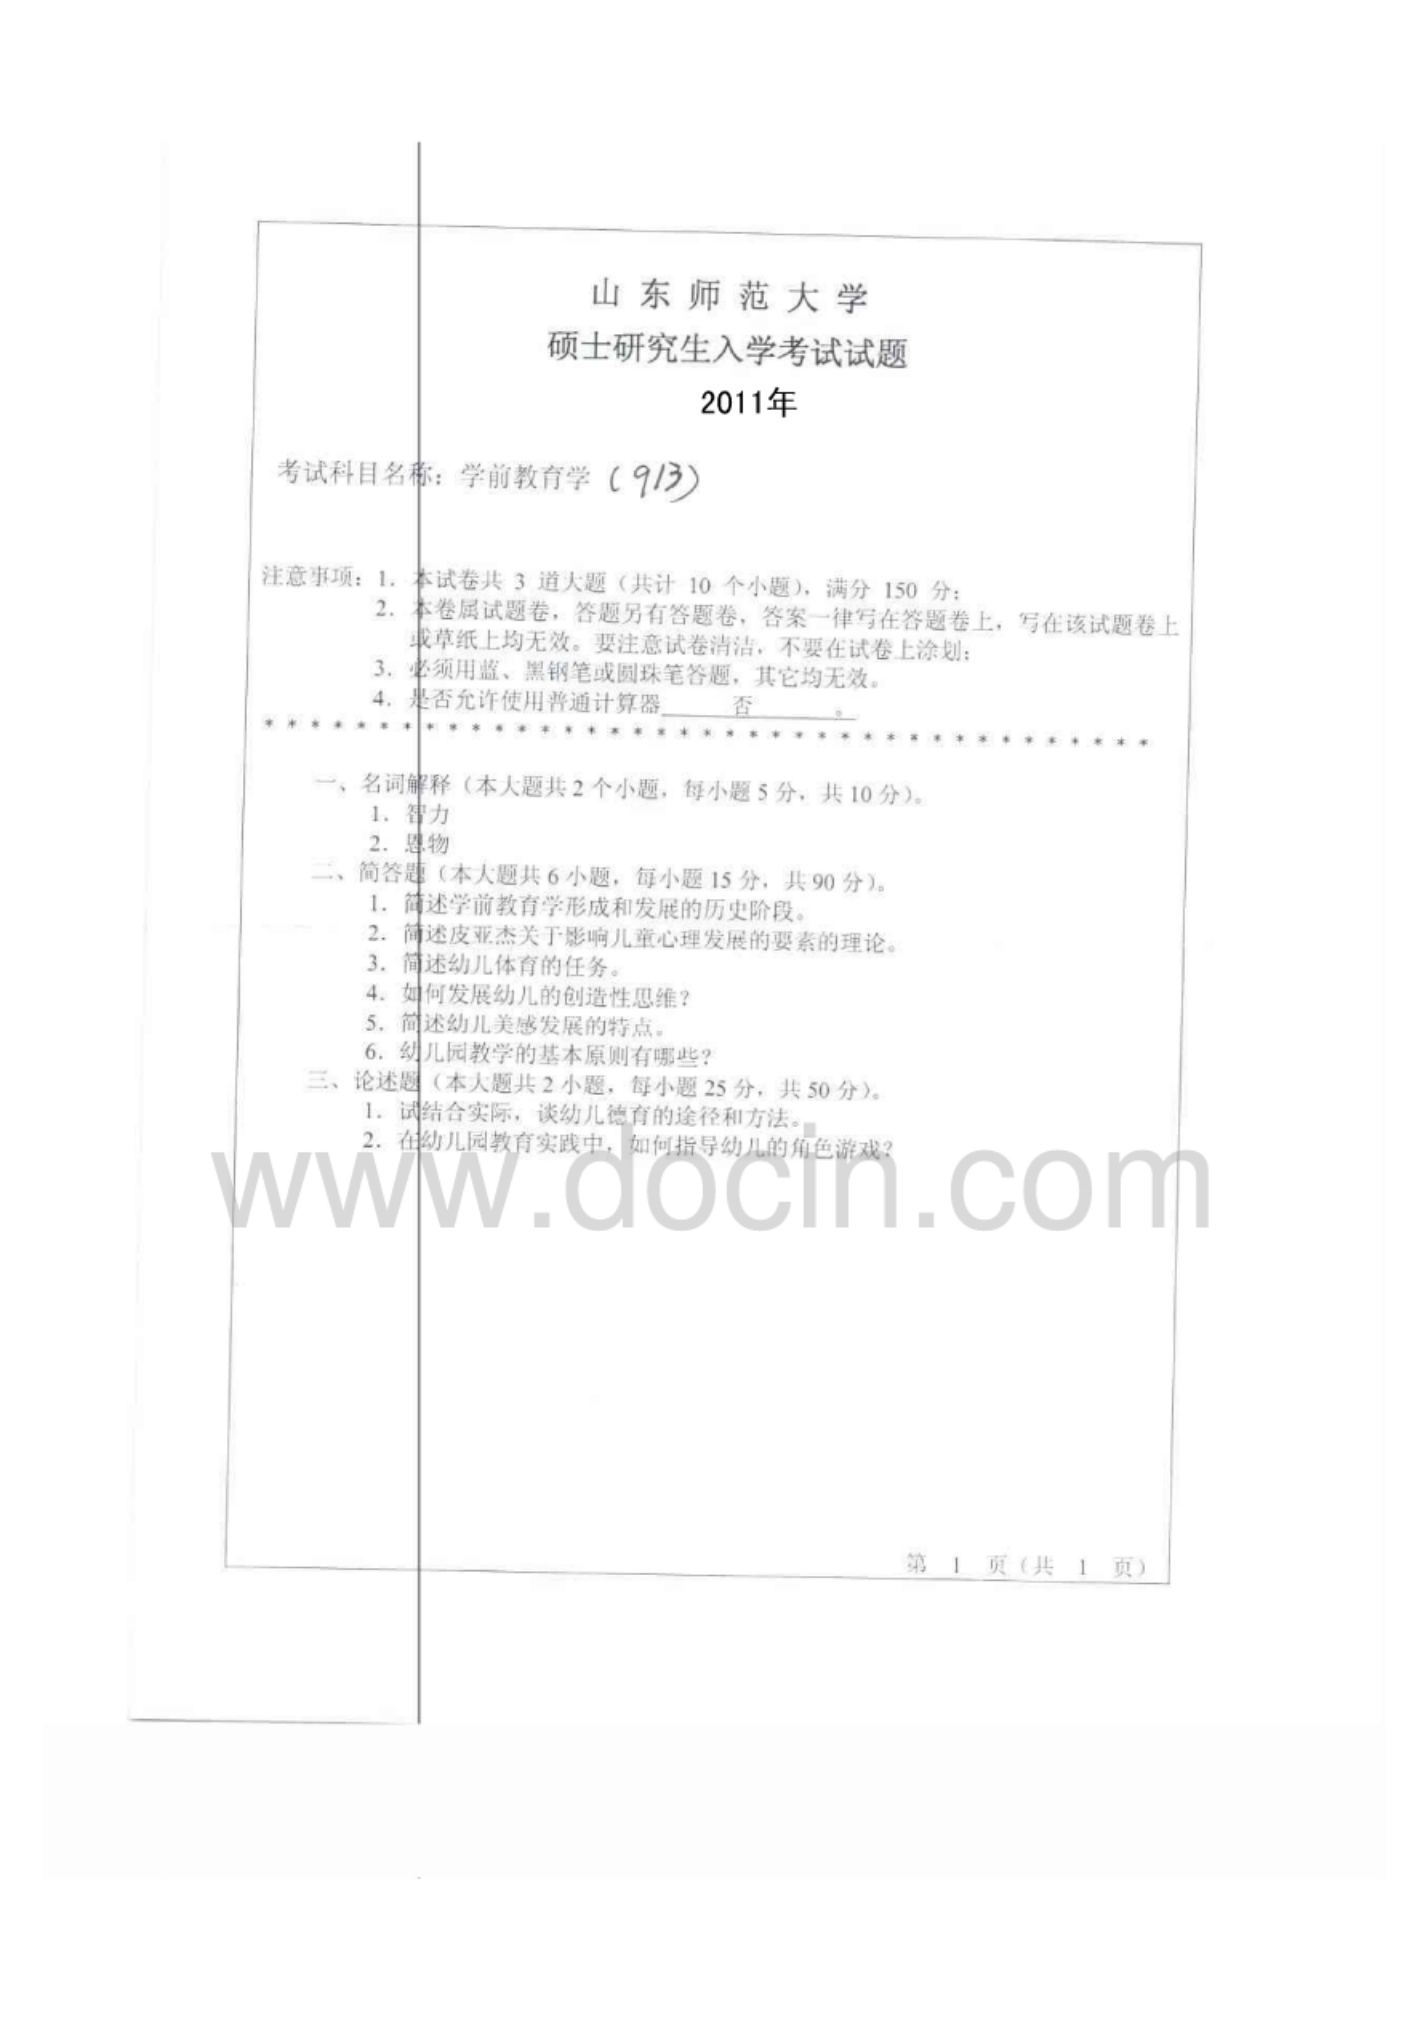 山东师范大学
硕士研究生入学考试试题
2011年
考试科目名称：学前教育学（913）
注意事项：1．本试卷共 3 道大题（共计 10 个小题），满分 150 分；
2．本卷属试题卷，答题另有答题卷，答案一律写在答题卷上，写在该试题卷上
或草纸上均无效。要注意试卷清洁，不要在试卷上涂划；
3．必须用蓝、黑钢笔或圆珠笔答题，其它均无效。
4．是否允许使用普通计算器 否 。
* * * * * * * * * * * * * * * * * * * * * * * * * * * * * * * * * * * * * * *
一、名词解释（本大题共 2 个小题，每小题 5 分，共 10 分）。
1．智力
2．恩物
二、简答题（本大题共 6 小题，每小题 15 分，共 90 分）。
1．简述学前教育学形成和发展的历史阶段。
2．简述皮亚杰关于影响儿童心理发展的要素的理论。
3．简述幼儿体育的任务。
4．如何发展幼儿的创造性思维？
5．简述幼儿美感发展的特点。
6．幼儿园教学的基本原则有哪些？
三、论述题（本大题共 2 小题，每小题 25 分，共 50 分）。
1．试结合实际，谈幼儿德育的途径和方法。
2．在幼儿园教育实践中，如何指导幼儿的角色游戏？
www.docin.com
第 1 页（共 1 页）